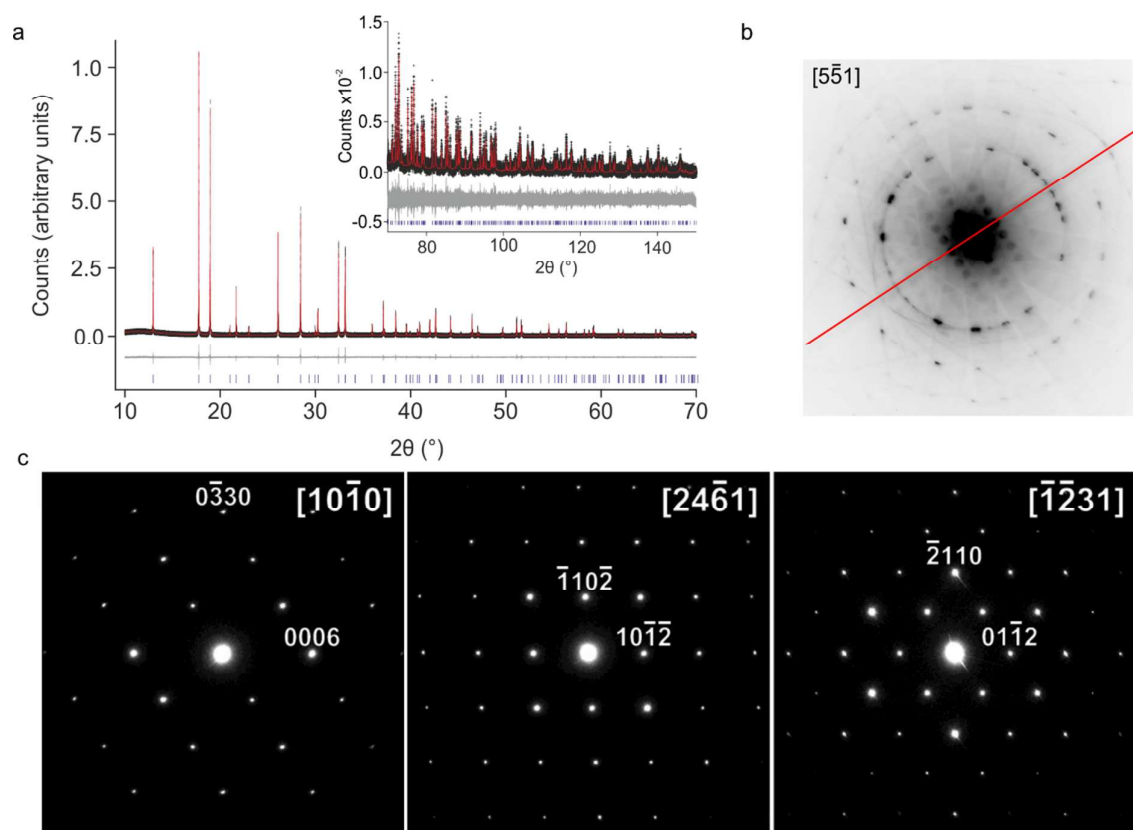 a
Counts (arbitrary units)
1.0
7.5
5.0
2.5
0.0
10 20 30 40 50 60 70
2θ (°)
Counts x10⁻²
1.5
1.0
0.5
0.0
-0.5
80 100 120 140
2θ (°)
b
[55̄1]
c
03̄30 [101̄0]
0006
[246̄1]
1̄102̄
101̄2̄
[1̄2̄31]
2̄110
011̄2